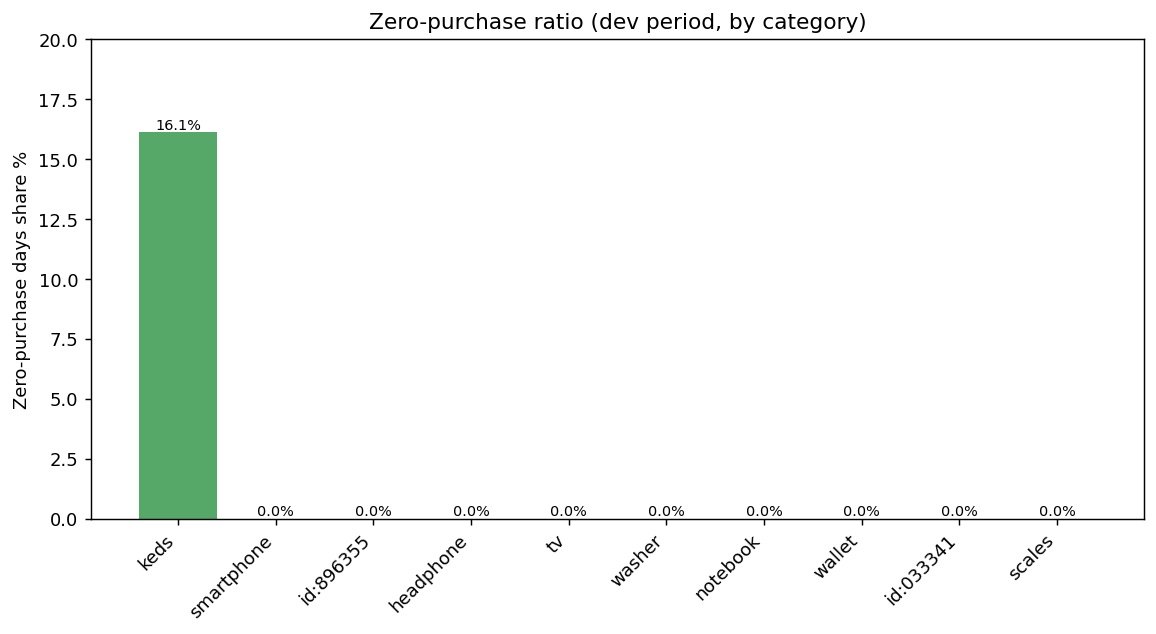 Zero-purchase ratio (dev period, by category)
Zero-purchase days share %
20.0
17.5
15.0
12.5
10.0
7.5
5.0
2.5
0.0
16.1%
0.0%
0.0%
0.0%
0.0%
0.0%
0.0%
0.0%
0.0%
0.0%
keds
smartphone
id:896355
headphone
tv
washer
notebook
wallet
id:033341
scales